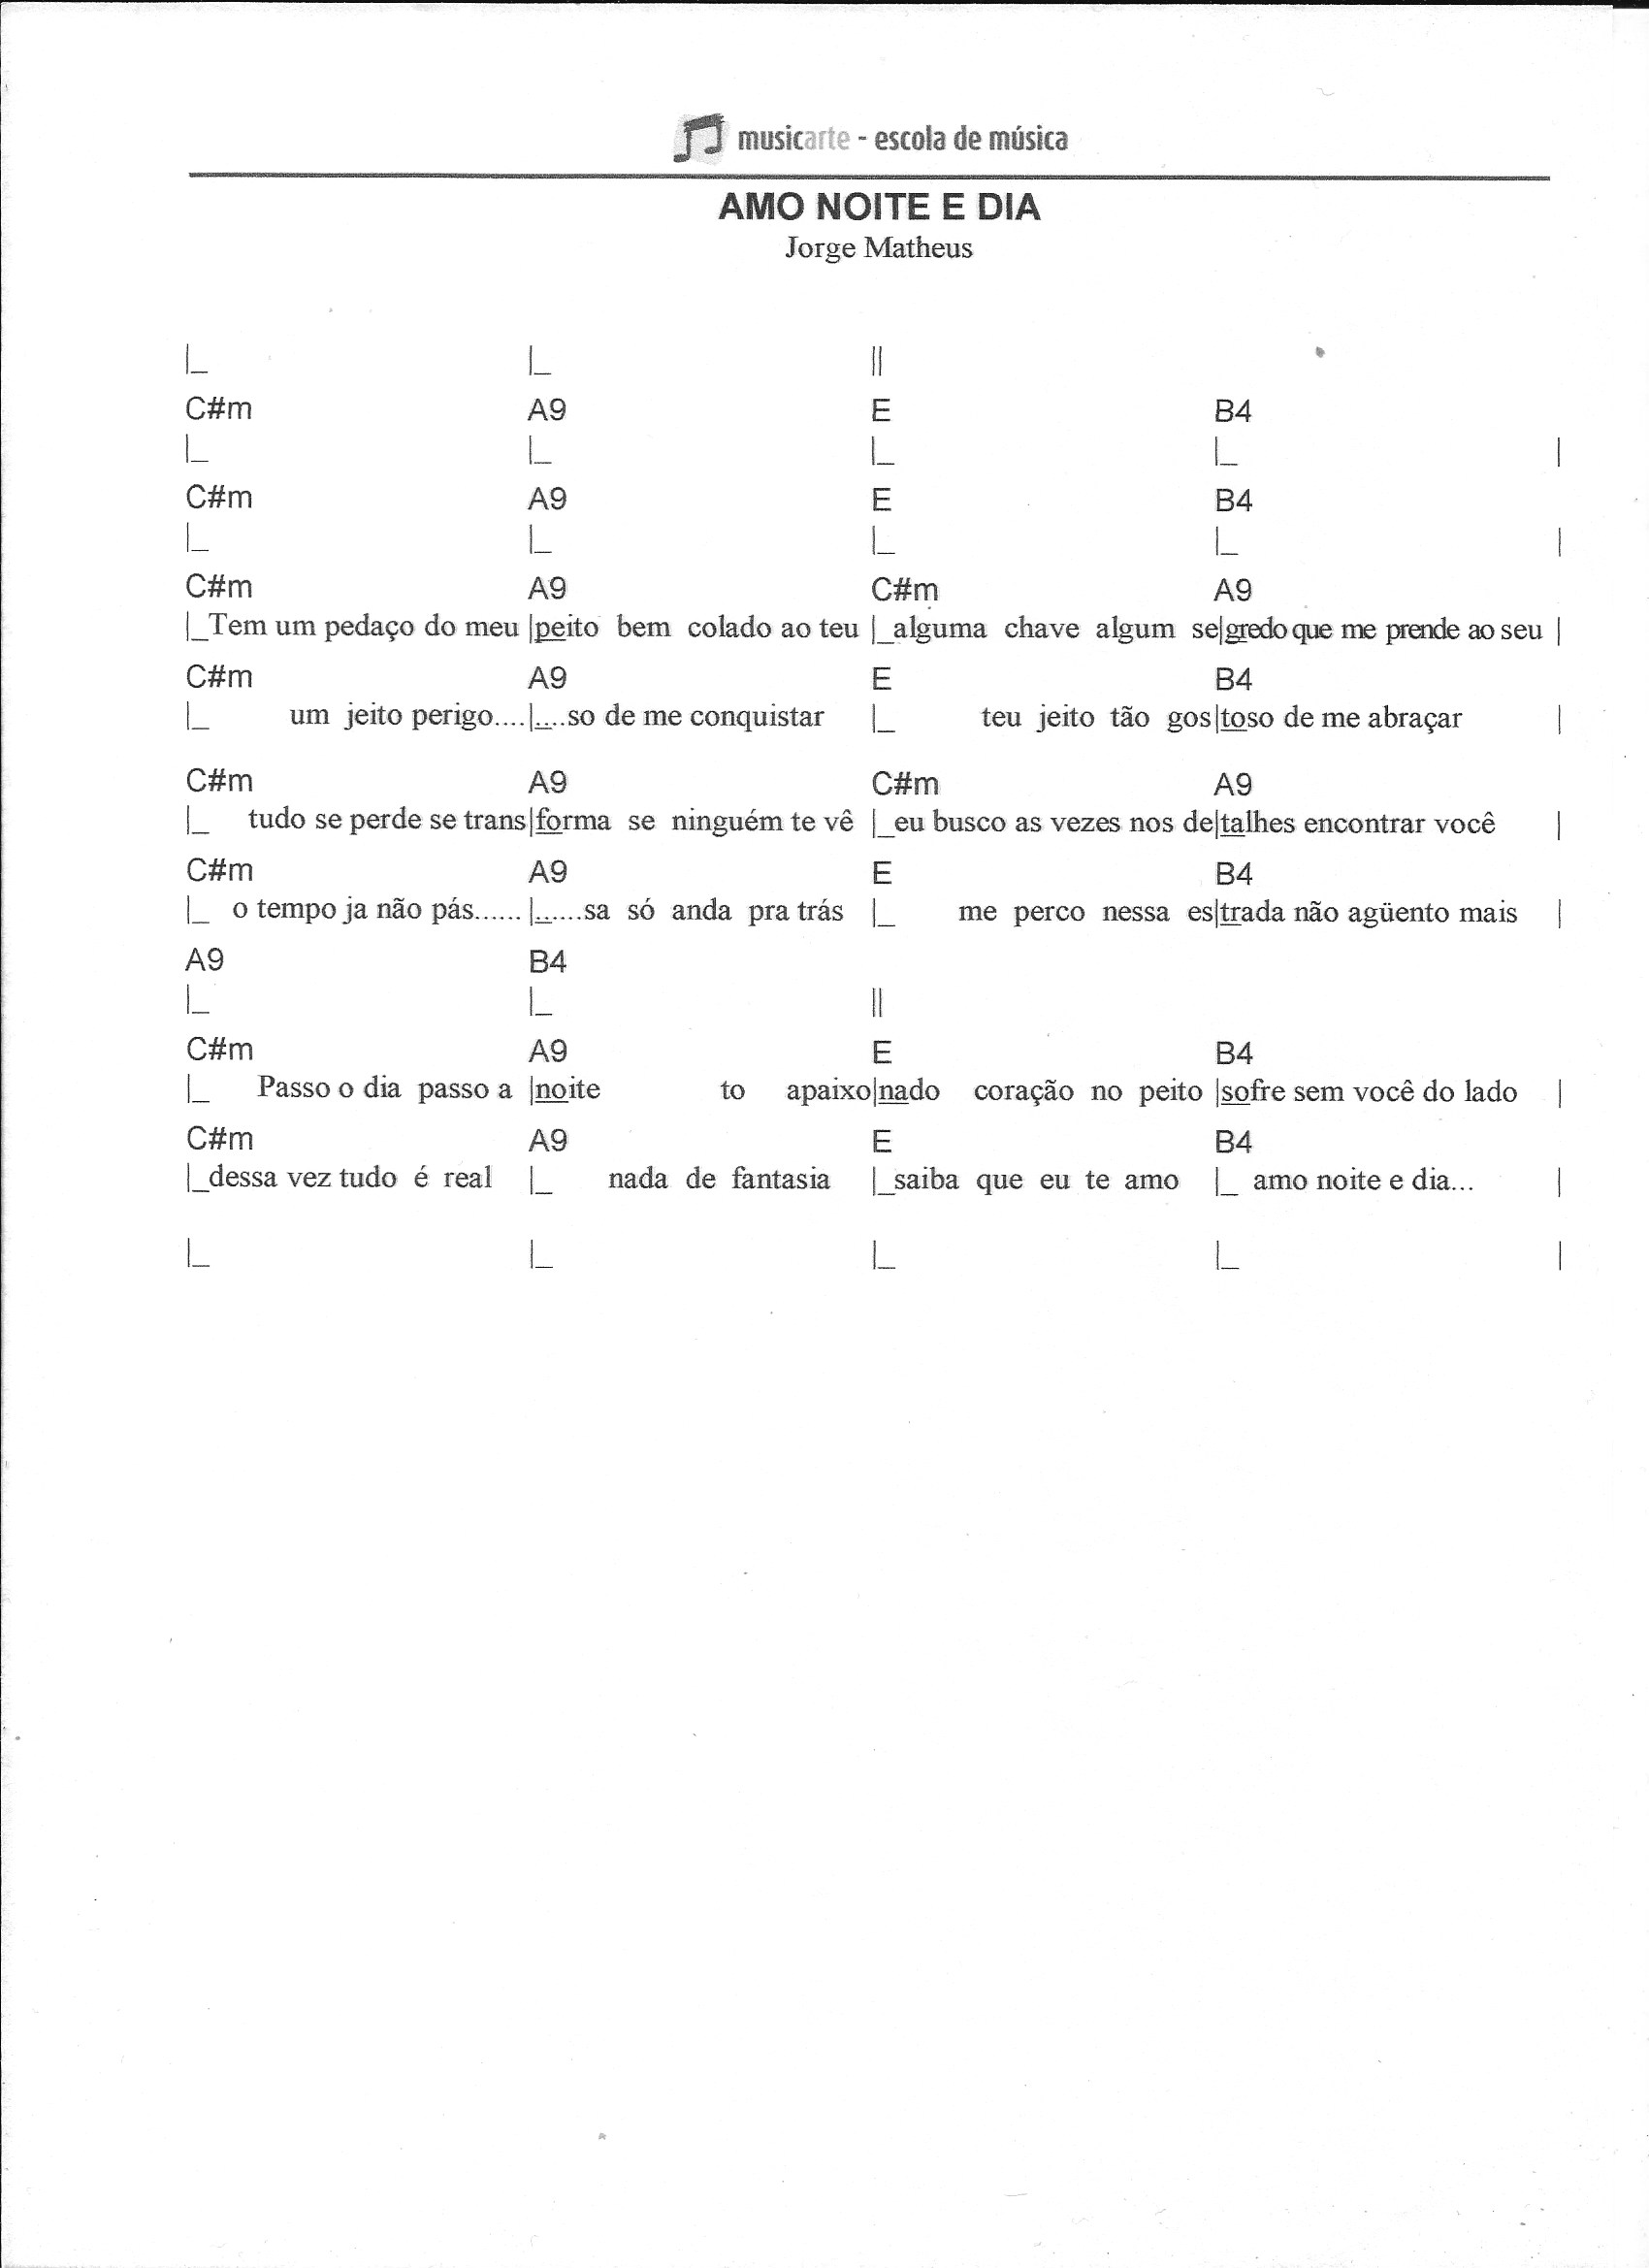 musicarte - escola de música
AMO NOITE E DIA
Jorge Matheus
|_ |_ ||
C#m A9 E B4
|_ |_ |_ |_ |
C#m A9 E B4
|_ |_ |_ |_ |
C#m A9 C#m A9
|_Tem um pedaço do meu |peito bem colado ao teu |_alguma chave algum se|gredo que me prende ao seu |
C#m A9 E B4
|_ um jeito perigo....|....so de me conquistar |_ teu jeito tão gos|toso de me abraçar |
C#m A9 C#m A9
|_ tudo se perde se trans|forma se ninguém te vê |_eu busco as vezes nos de|talhes encontrar você |
C#m A9 E B4
|_ o tempo ja não pás...... |......sa só anda pra trás |_ me perco nessa es|trada não agüento mais |
A9 B4
|_ |_ ||
C#m A9 E B4
|_ Passo o dia passo a |noite to apaixo|nado coração no peito |sofre sem você do lado |
C#m A9 E B4
|_dessa vez tudo é real |_ nada de fantasia |_saiba que eu te amo |_ amo noite e dia... |
|_ |_ |_ |_ |